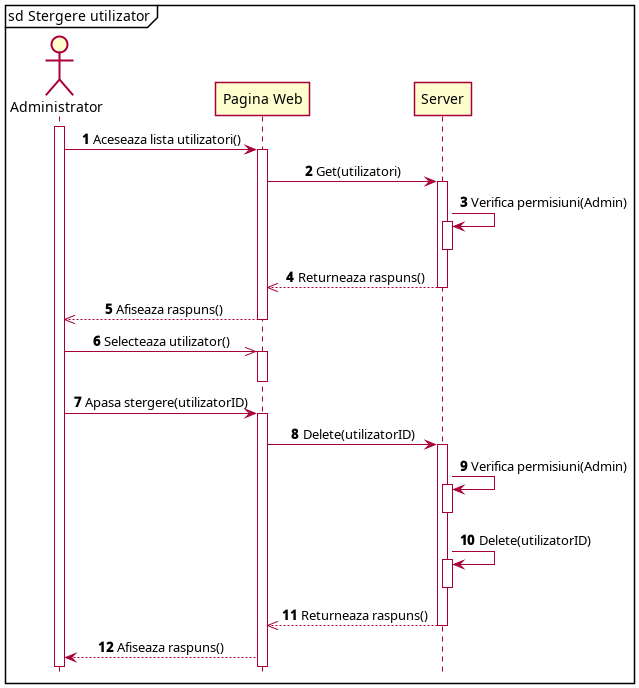 sd Stergere utilizator
Administrator
Pagina Web
Server
1 Aceseaza lista utilizatori()
2 Get(utilizatori)
3 Verifica permisiuni(Admin)
4 Returneaza raspuns()
5 Afiseaza raspuns()
6 Selecteaza utilizator()
7 Apasa stergere(utilizatorID)
8 Delete(utilizatorID)
9 Verifica permisiuni(Admin)
10 Delete(utilizatorID)
11 Returneaza raspuns()
12 Afiseaza raspuns()